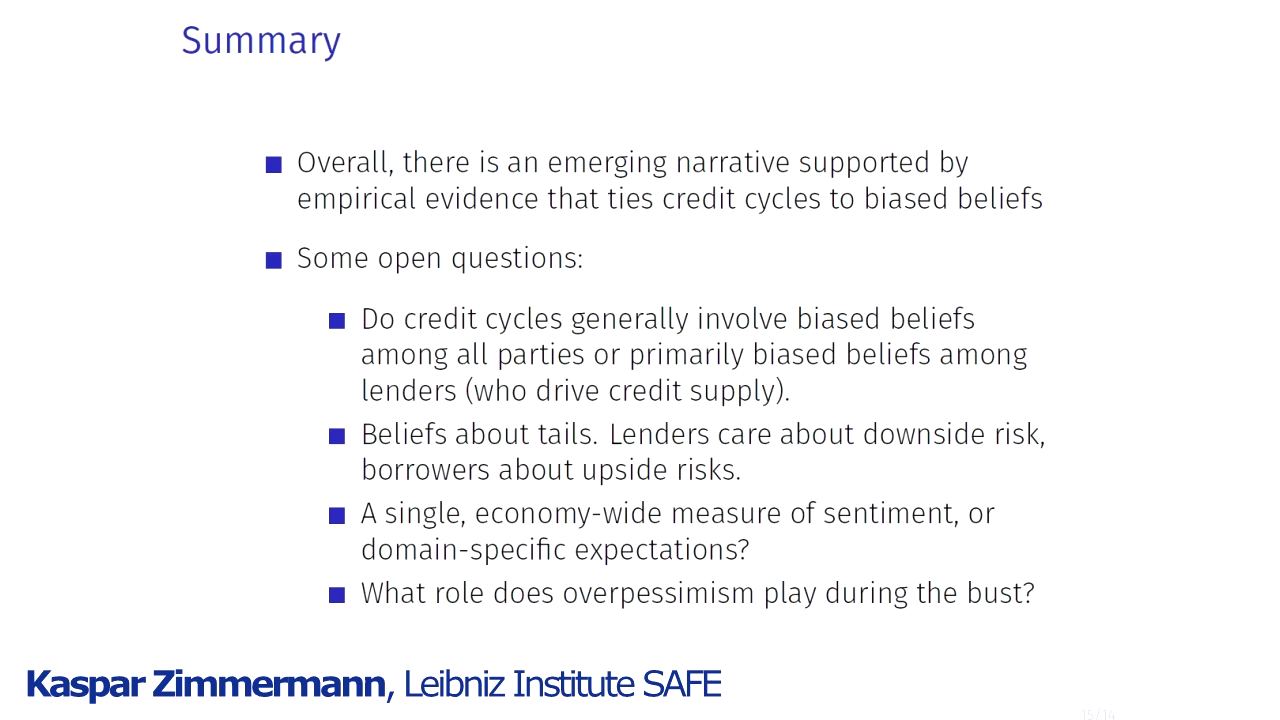 Summary
■ Overall, there is an emerging narrative supported by
empirical evidence that ties credit cycles to biased beliefs
■ Some open questions:
■ Do credit cycles generally involve biased beliefs
among all parties or primarily biased beliefs among
lenders (who drive credit supply).
■ Beliefs about tails. Lenders care about downside risk,
borrowers about upside risks.
■ A single, economy-wide measure of sentiment, or
domain-specific expectations?
■ What role does overpessimism play during the bust?
Kaspar Zimmermann, Leibniz Institute SAFE
15/14